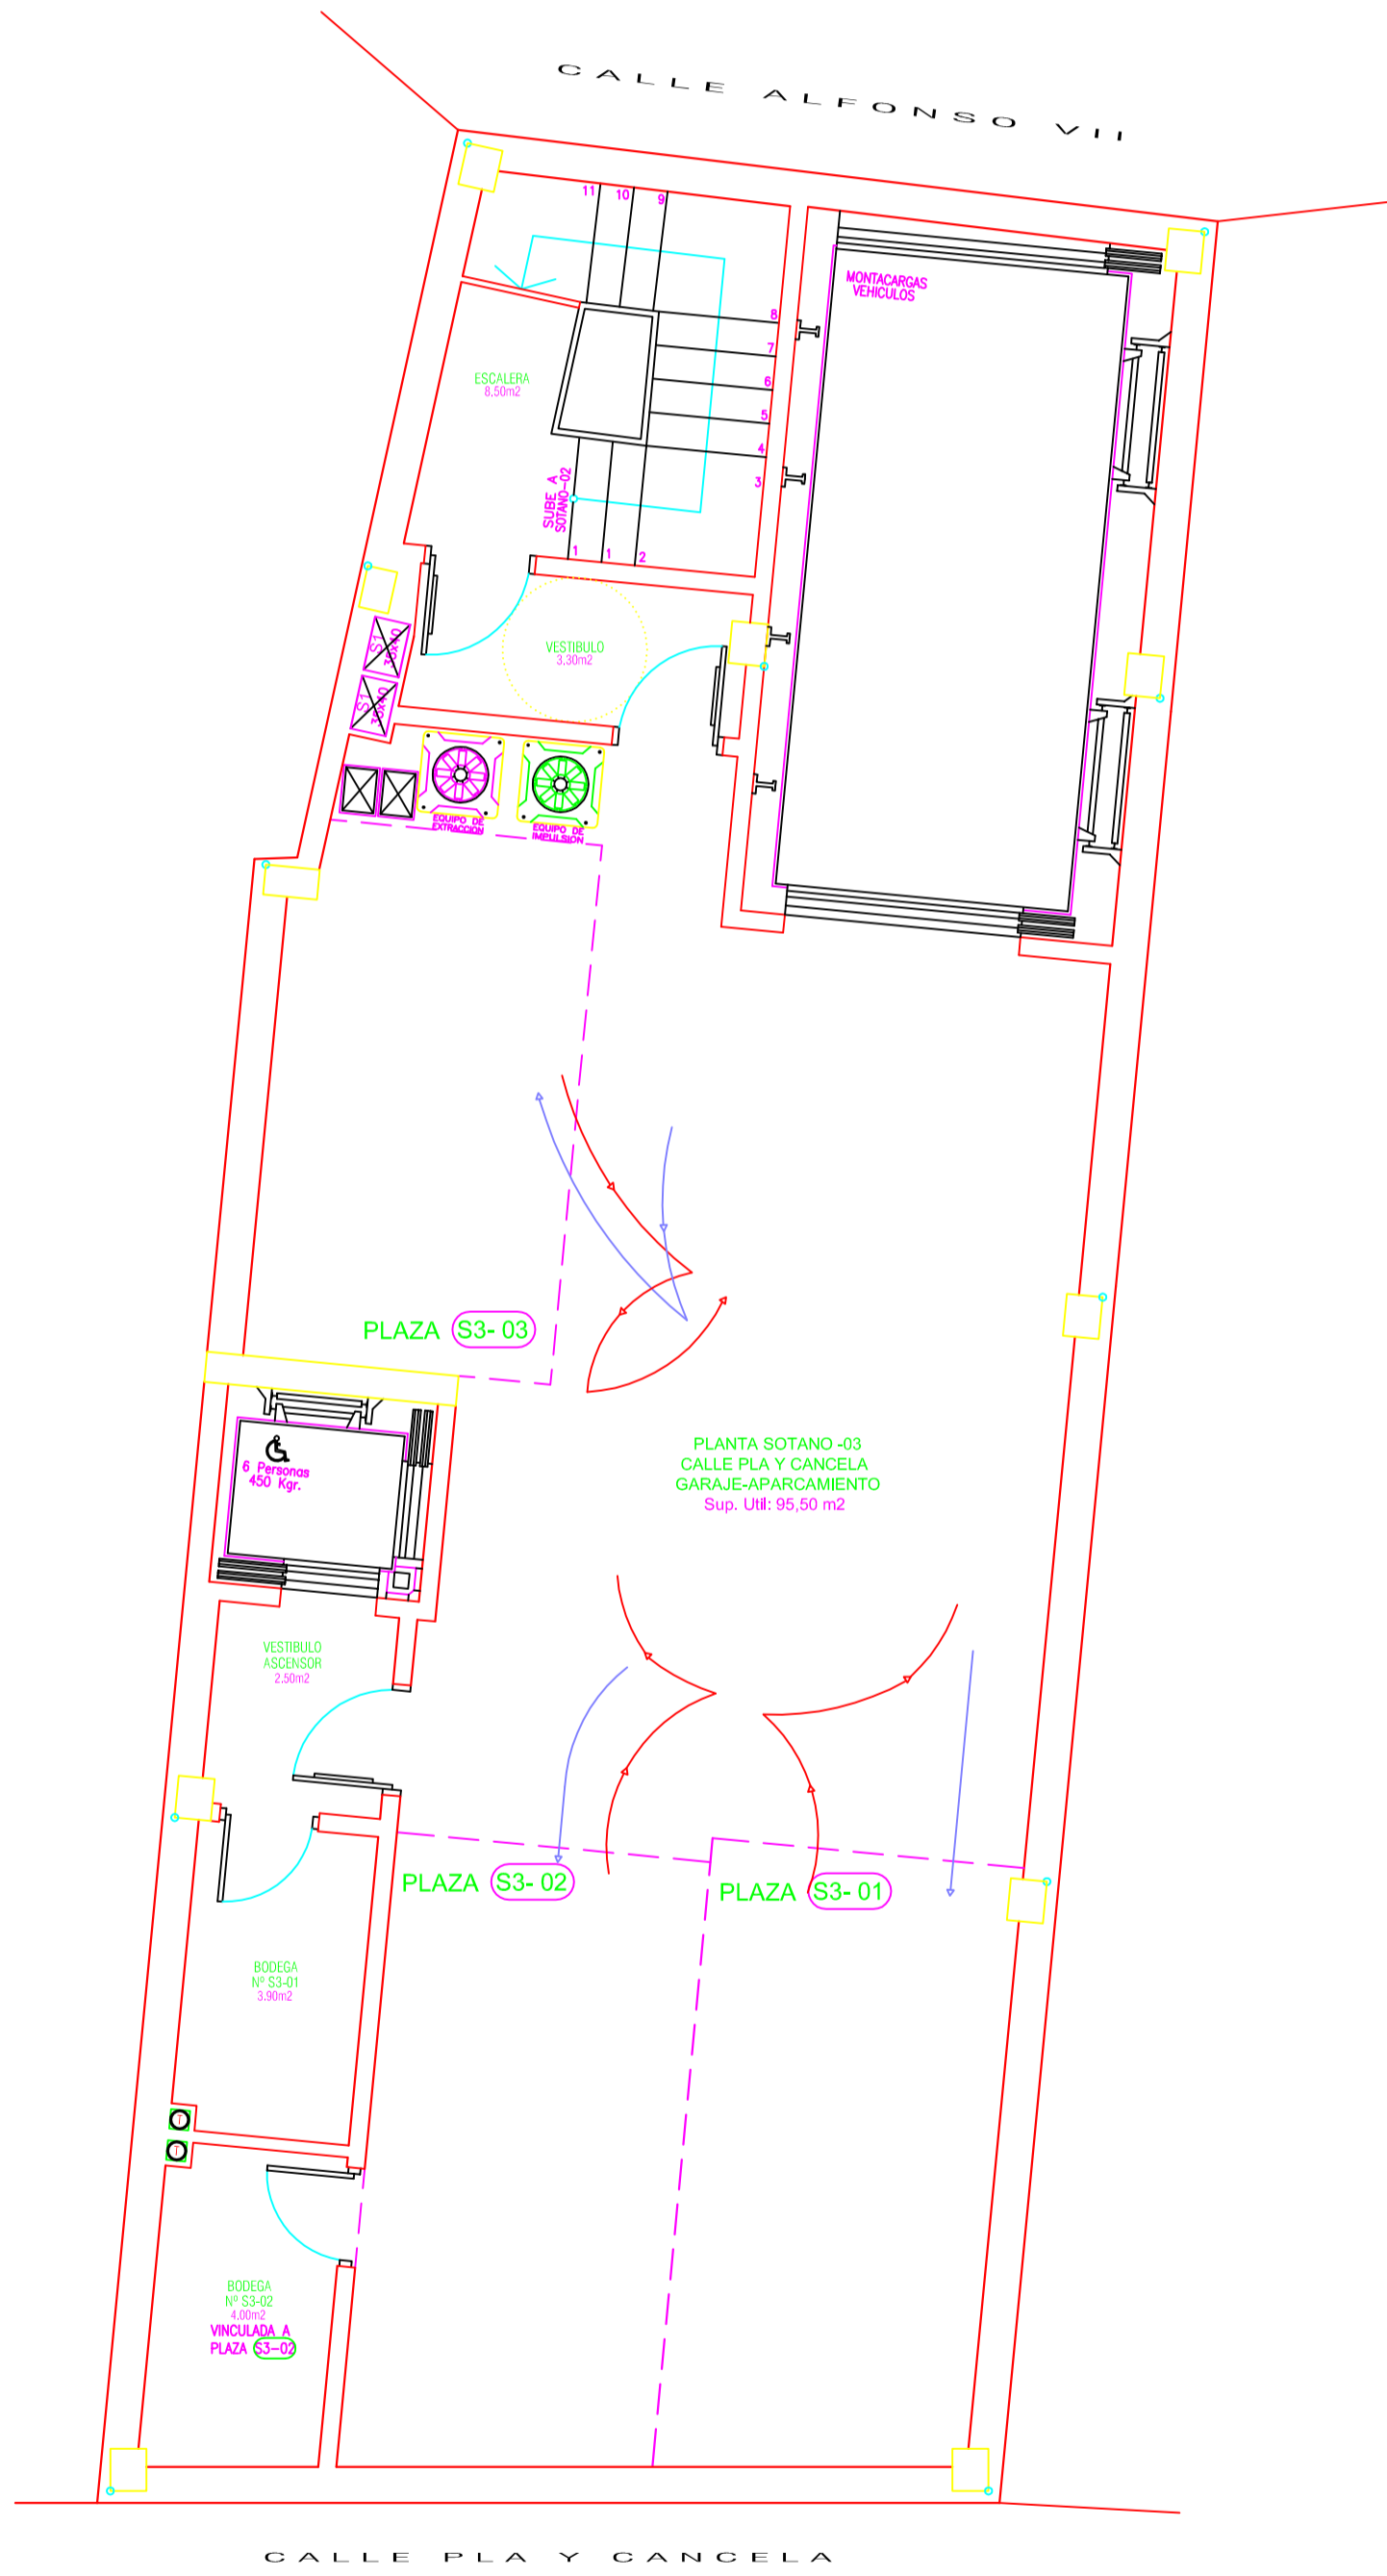 CALLE ALFONSO VII
11
10
9
MONTACARGAS
VEHICULOS
8
7
6
5
4
3
ESCALERA
8.50m2
SUBE A
SOTANO-02
1
1
2
VESTIBULO
3.30m2
S1
35x40
S1
35x40
EQUIPO DE
EXTRACCION
EQUIPO DE
IMPULSION
PLAZA S3- 03
6 Personas
450 Kgr.
PLANTA SOTANO -03
CALLE PLA Y CANCELA
GARAJE-APARCAMIENTO
Sup. Util: 95,50 m2
VESTIBULO
ASCENSOR
2.50m2
PLAZA S3- 02
PLAZA S3- 01
BODEGA
Nº S3-01
3.90m2
T
T
BODEGA
Nº S3-02
4.00m2
VINCULADA A
PLAZA S3-02
CALLE PLA Y CANCELA